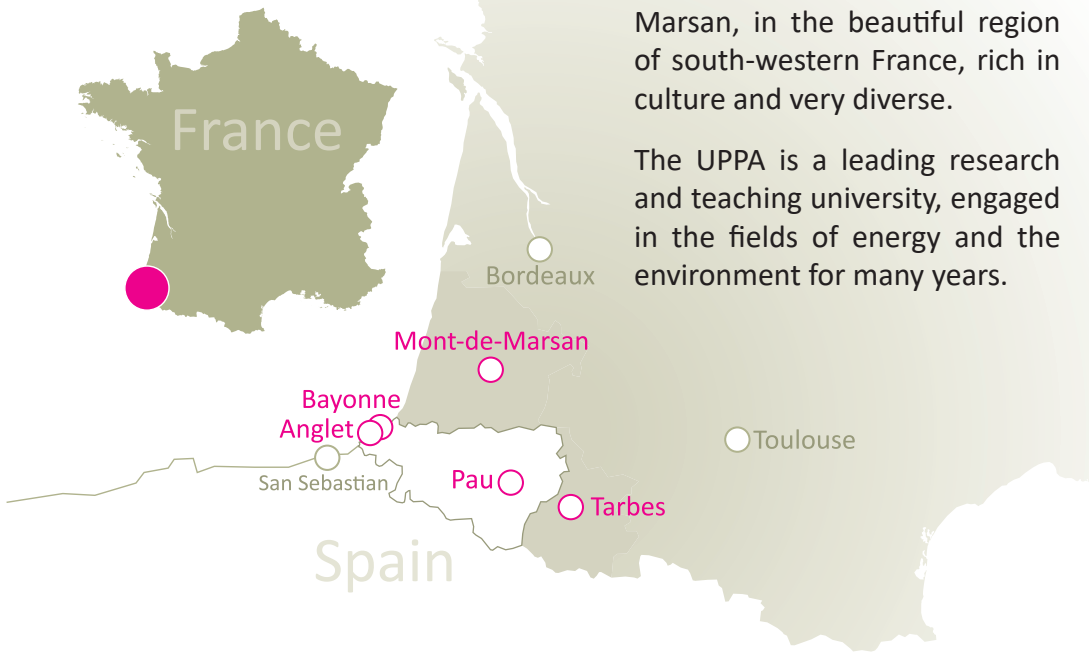 Marsan, in the beautiful region
of south-western France, rich in
culture and very diverse.
The UPPA is a leading research
and teaching university, engaged
in the fields of energy and the
environment for many years.
France
Bordeaux
Mont-de-Marsan
Bayonne
Anglet
Toulouse
San Sebastian
Pau
Tarbes
Spain